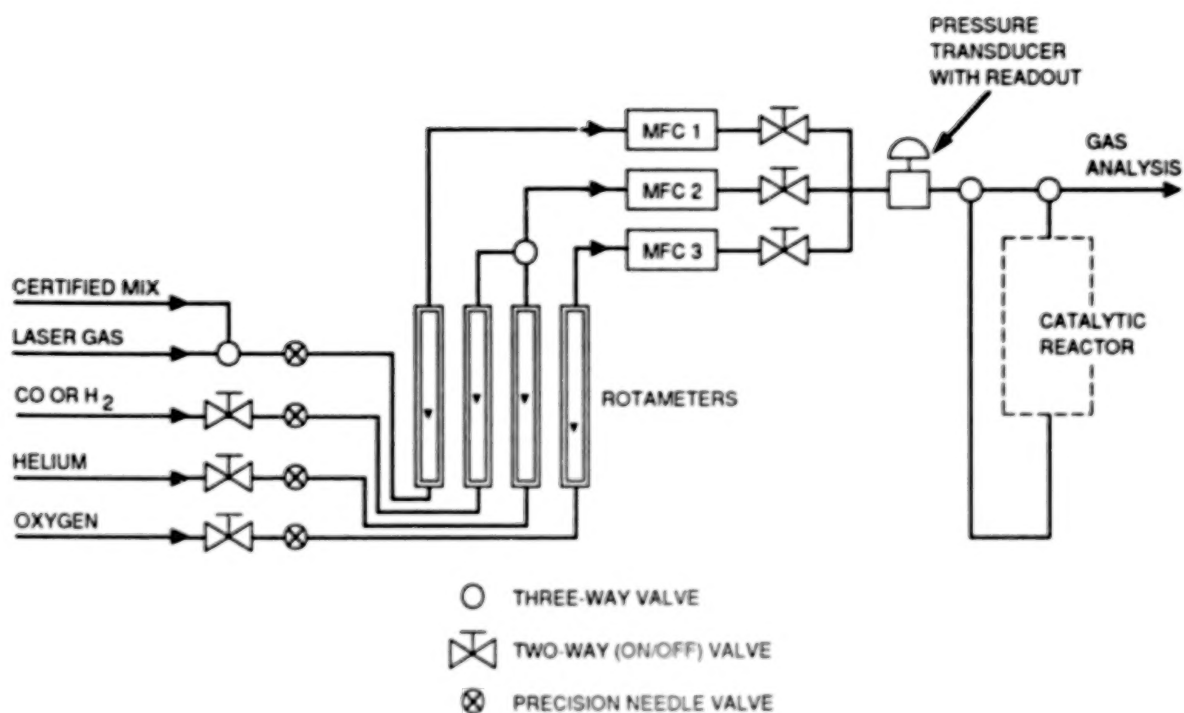 PRESSURE
TRANSDUCER
WITH READOUT
MFC 1
GAS
ANALYSIS
MFC 2
MFC 3
CERTIFIED MIX
LASER GAS
CATALYTIC
REACTOR
CO OR H2
ROTAMETERS
HELIUM
OXYGEN
THREE-WAY VALVE
TWO-WAY (ON/OFF) VALVE
PRECISION NEEDLE VALVE